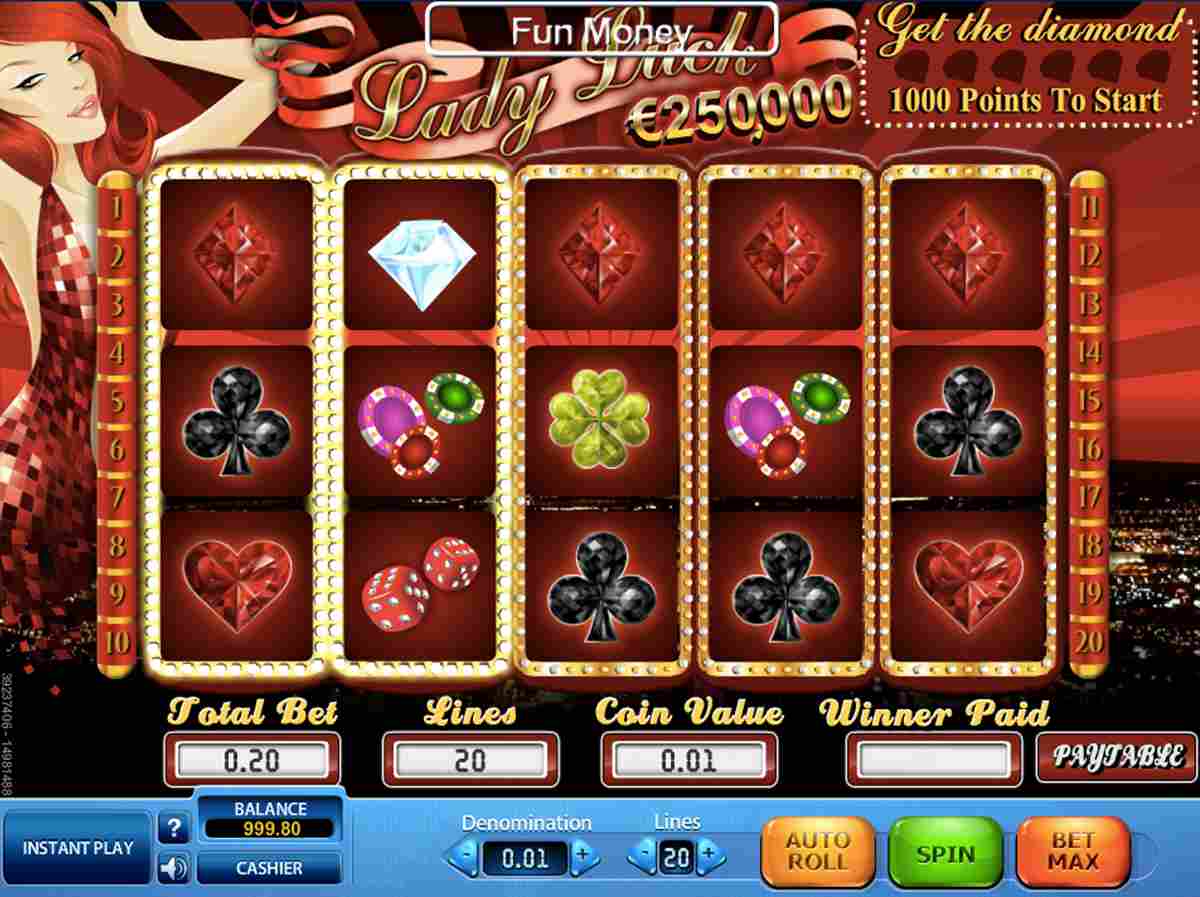 Fun Money
Lady Luck
€250,000
Get the diamond
1000 Points To Start
1
2
3
4
5
6
7
8
9
10
11
12
13
14
15
16
17
18
19
20
Total Bet
Lines
Coin Value
Winner Paid
0.20
20
0.01
PAYTABLE
39237406 - 14981488
INSTANT PLAY
?
BALANCE
999.80
CASHIER
Denomination
- 0.01 +
Lines
- 20 +
AUTO
ROLL
SPIN
BET
MAX